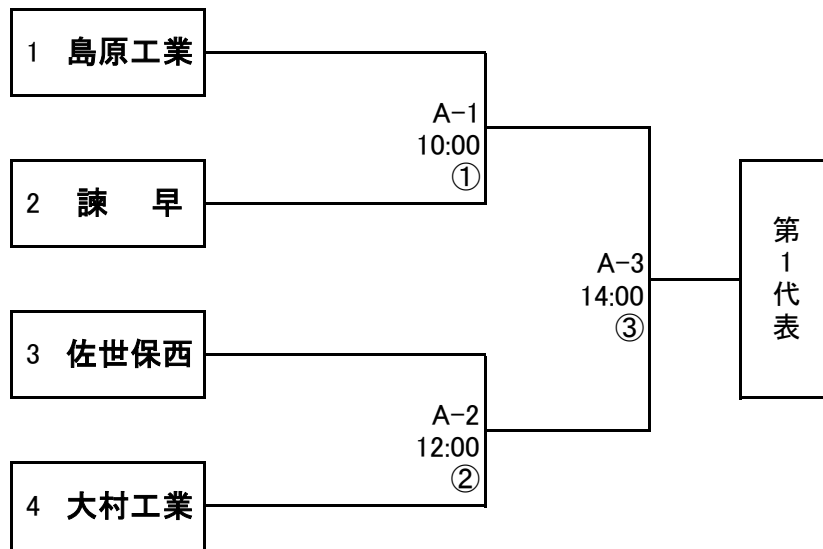 1 島原工業
A-1
10:00
①
2 諫 早
第1代表
A-3
14:00
③
3 佐世保西
A-2
12:00
②
4 大村工業